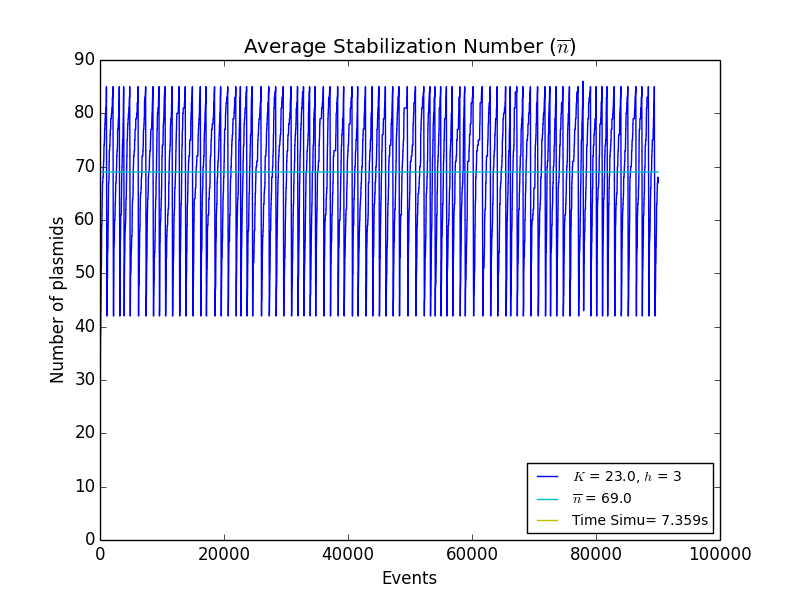 Average Stabilization Number (n̅)
Number of plasmids
90
80
70
60
50
40
30
20
10
0
0 20000 40000 60000 80000 100000
Events
K = 23.0, h = 3
n̅ = 69.0
Time Simu= 7.359s